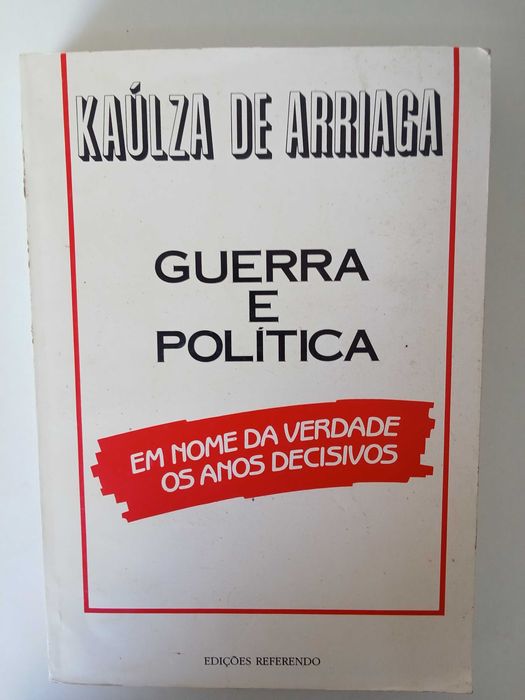 KAÚLZA DE ARRIAGA
GUERRA
E
POLÍTICA
EM NOME DA VERDADE
OS ANOS DECISIVOS
EDIÇÕES REFERENDO